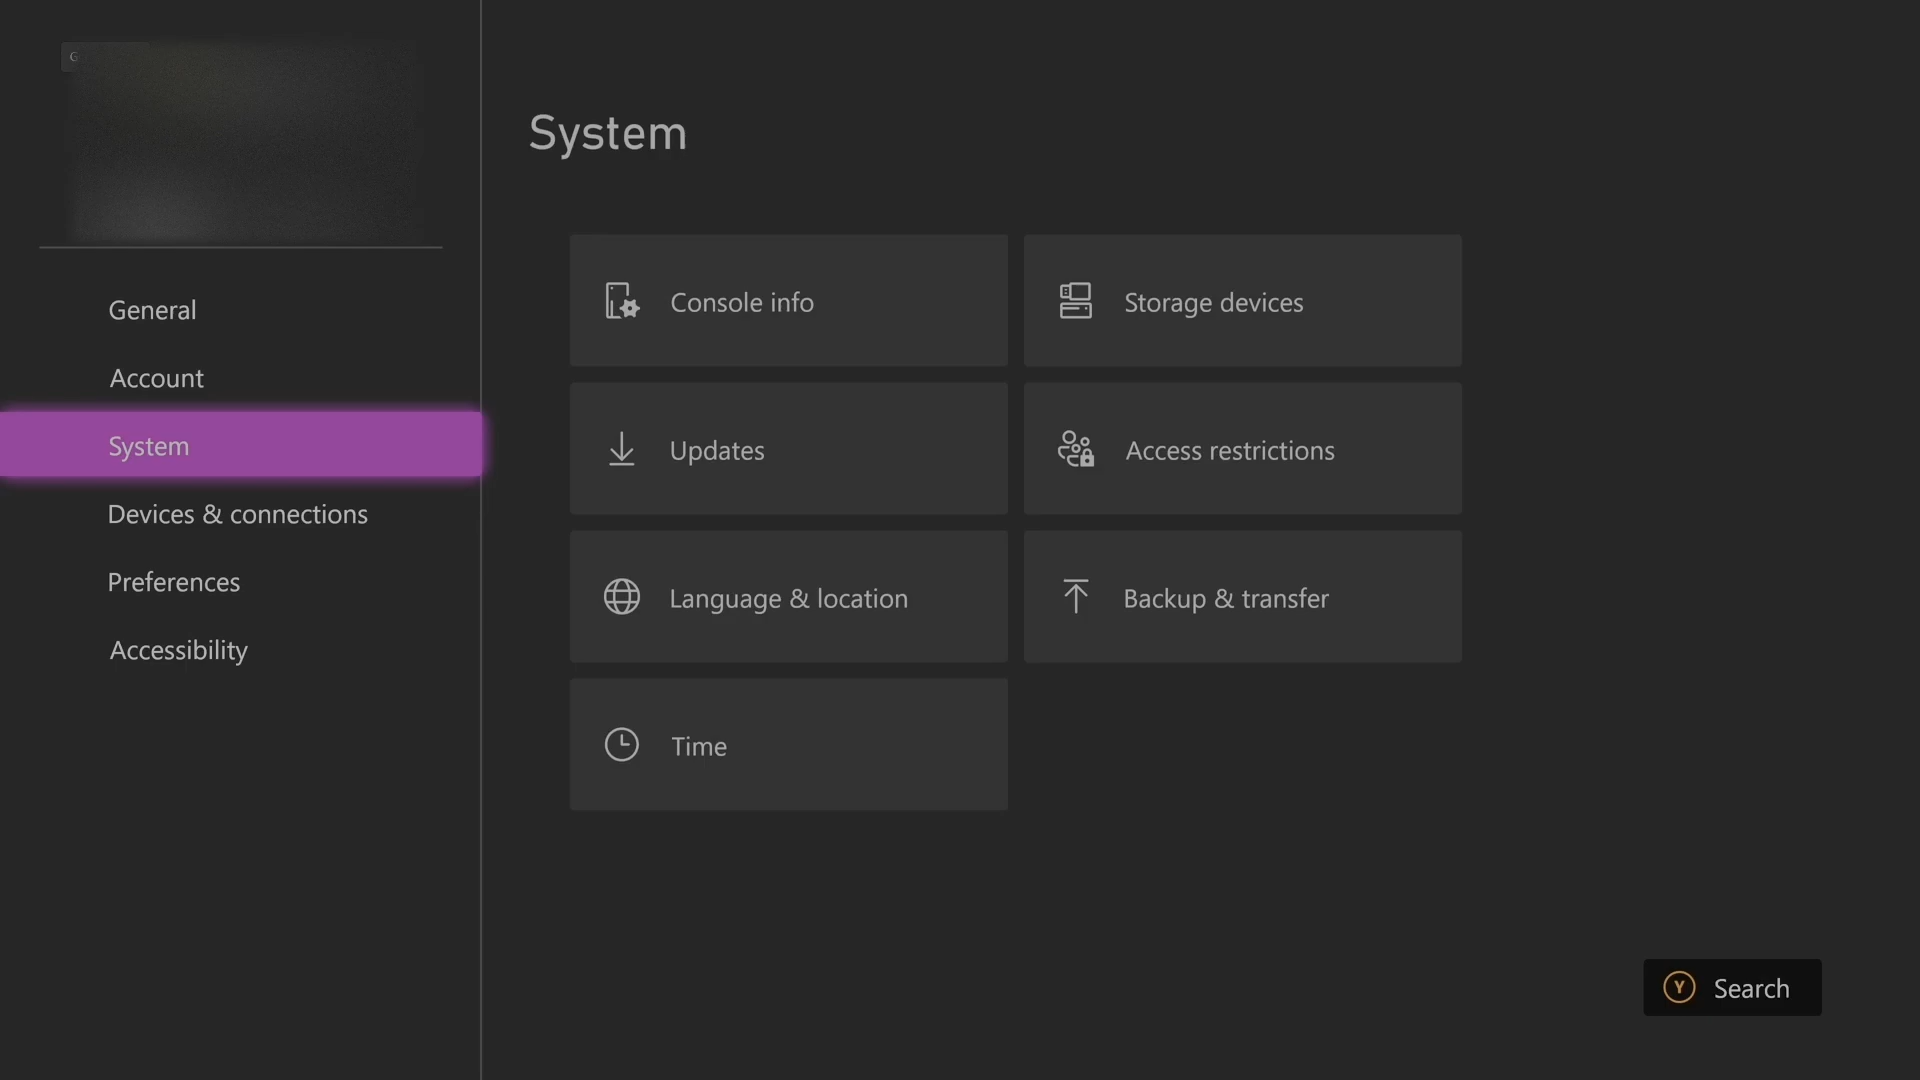 General
Account
System
Devices & connections
Preferences
Accessibility
System
Console info
Storage devices
Updates
Access restrictions
Language & location
Backup & transfer
Time
Y Search